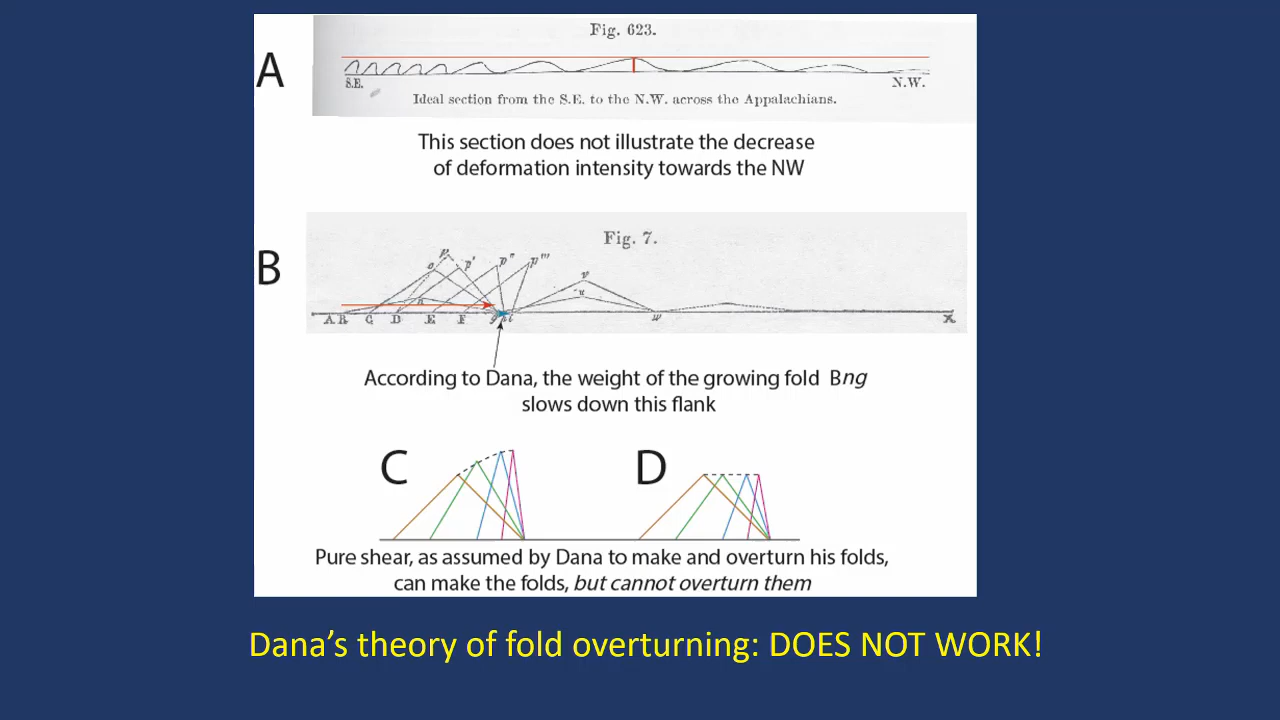 A
Fig. 623.
S.E.
N.W.
Ideal section from the S.E. to the N.W. across the Appalachians.
This section does not illustrate the decrease
of deformation intensity towards the NW
B
Fig. 7.
o p p' p'' p''' v
n u
A B C D E F g w X
According to Dana, the weight of the growing fold Bng
slows down this flank
C
D
Pure shear, as assumed by Dana to make and overturn his folds,
can make the folds, but cannot overturn them
Dana’s theory of fold overturning: DOES NOT WORK!